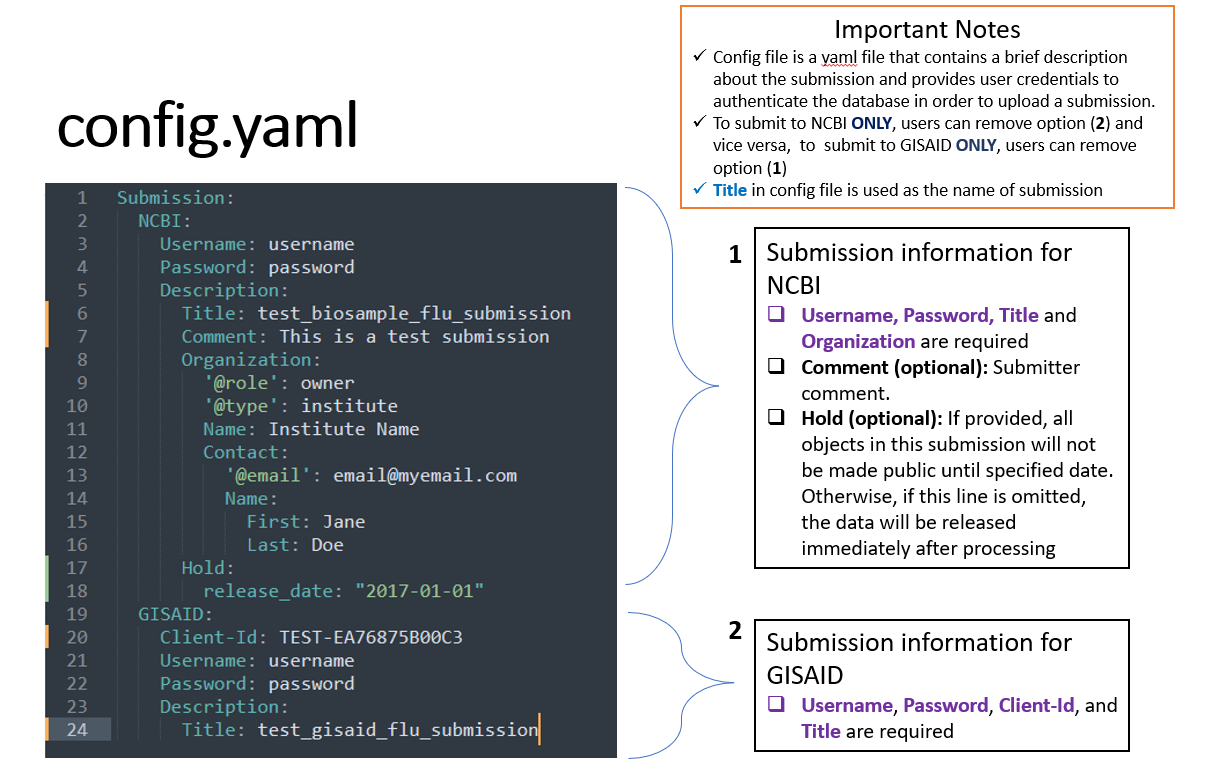 config.yaml
Important Notes
✓ Config file is a yaml file that contains a brief description
about the submission and provides user credentials to
authenticate the database in order to upload a submission.
✓ To submit to NCBI ONLY, users can remove option (2) and
vice versa, to submit to GISAID ONLY, users can remove
option (1)
✓ Title in config file is used as the name of submission
1 Submission:
2 NCBI:
3 Username: username
4 Password: password
5 Description:
6 Title: test_biosample_flu_submission
7 Comment: This is a test submission
8 Organization:
9 '@role': owner
10 '@type': institute
11 Name: Institute Name
12 Contact:
13 '@email': email@myemail.com
14 Name:
15 First: Jane
16 Last: Doe
17 Hold:
18 release_date: "2017-01-01"
19 GISAID:
20 Client-Id: TEST-EA76875B00C3
21 Username: username
22 Password: password
23 Description:
24 Title: test_gisaid_flu_submission
1
Submission information for
NCBI
❑ Username, Password, Title and
Organization are required
❑ Comment (optional): Submitter
comment.
❑ Hold (optional): If provided, all
objects in this submission will not
be made public until specified date.
Otherwise, if this line is omitted,
the data will be released
immediately after processing
2
Submission information for
GISAID
❑ Username, Password, Client-Id, and
Title are required